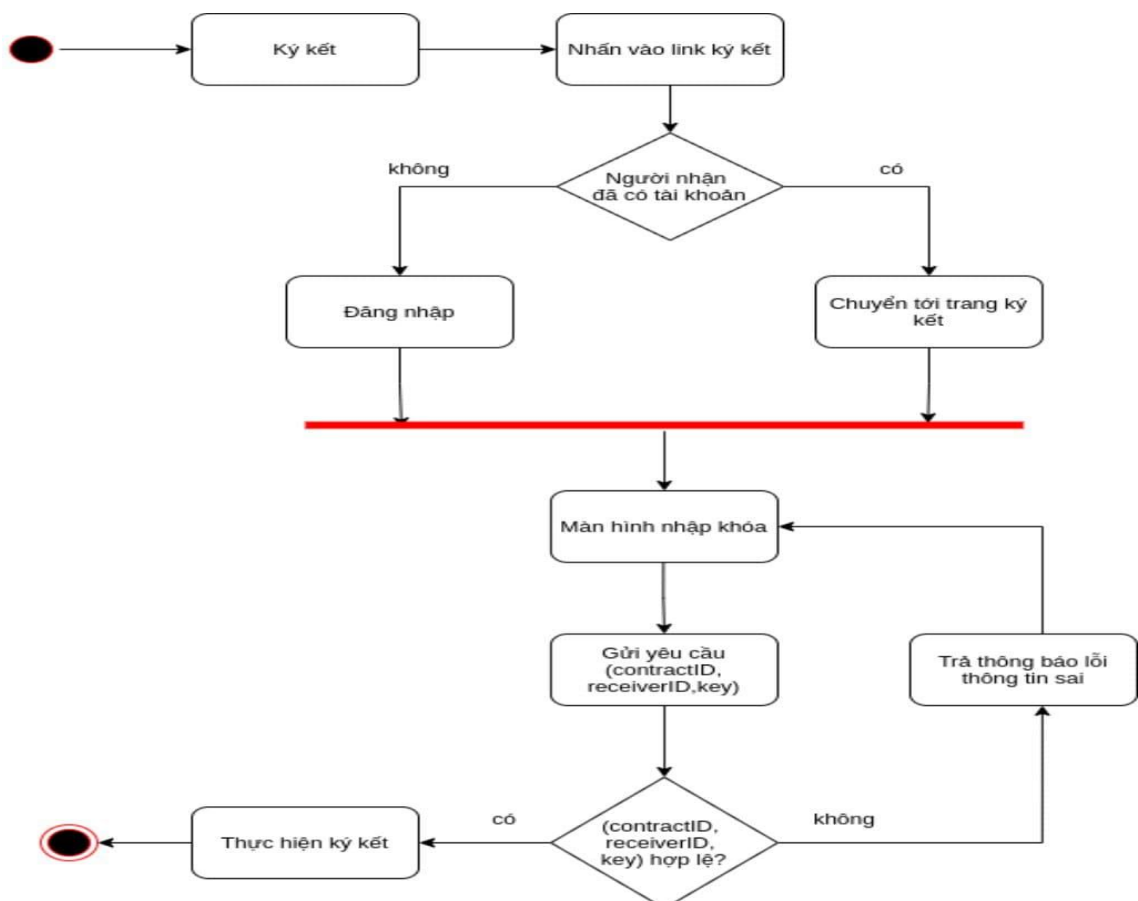 Ký kết
Nhấn vào link ký kết
không
có
Người nhận
đã có tài khoản
Đăng nhập
Chuyển tới trang ký
kết
Màn hình nhập khóa
Gửi yêu cầu
(contractID,
receiverID,key)
Trả thông báo lỗi
thông tin sai
Thực hiện ký kết
có
(contractID,
receiverID,
key) hợp lệ?
không